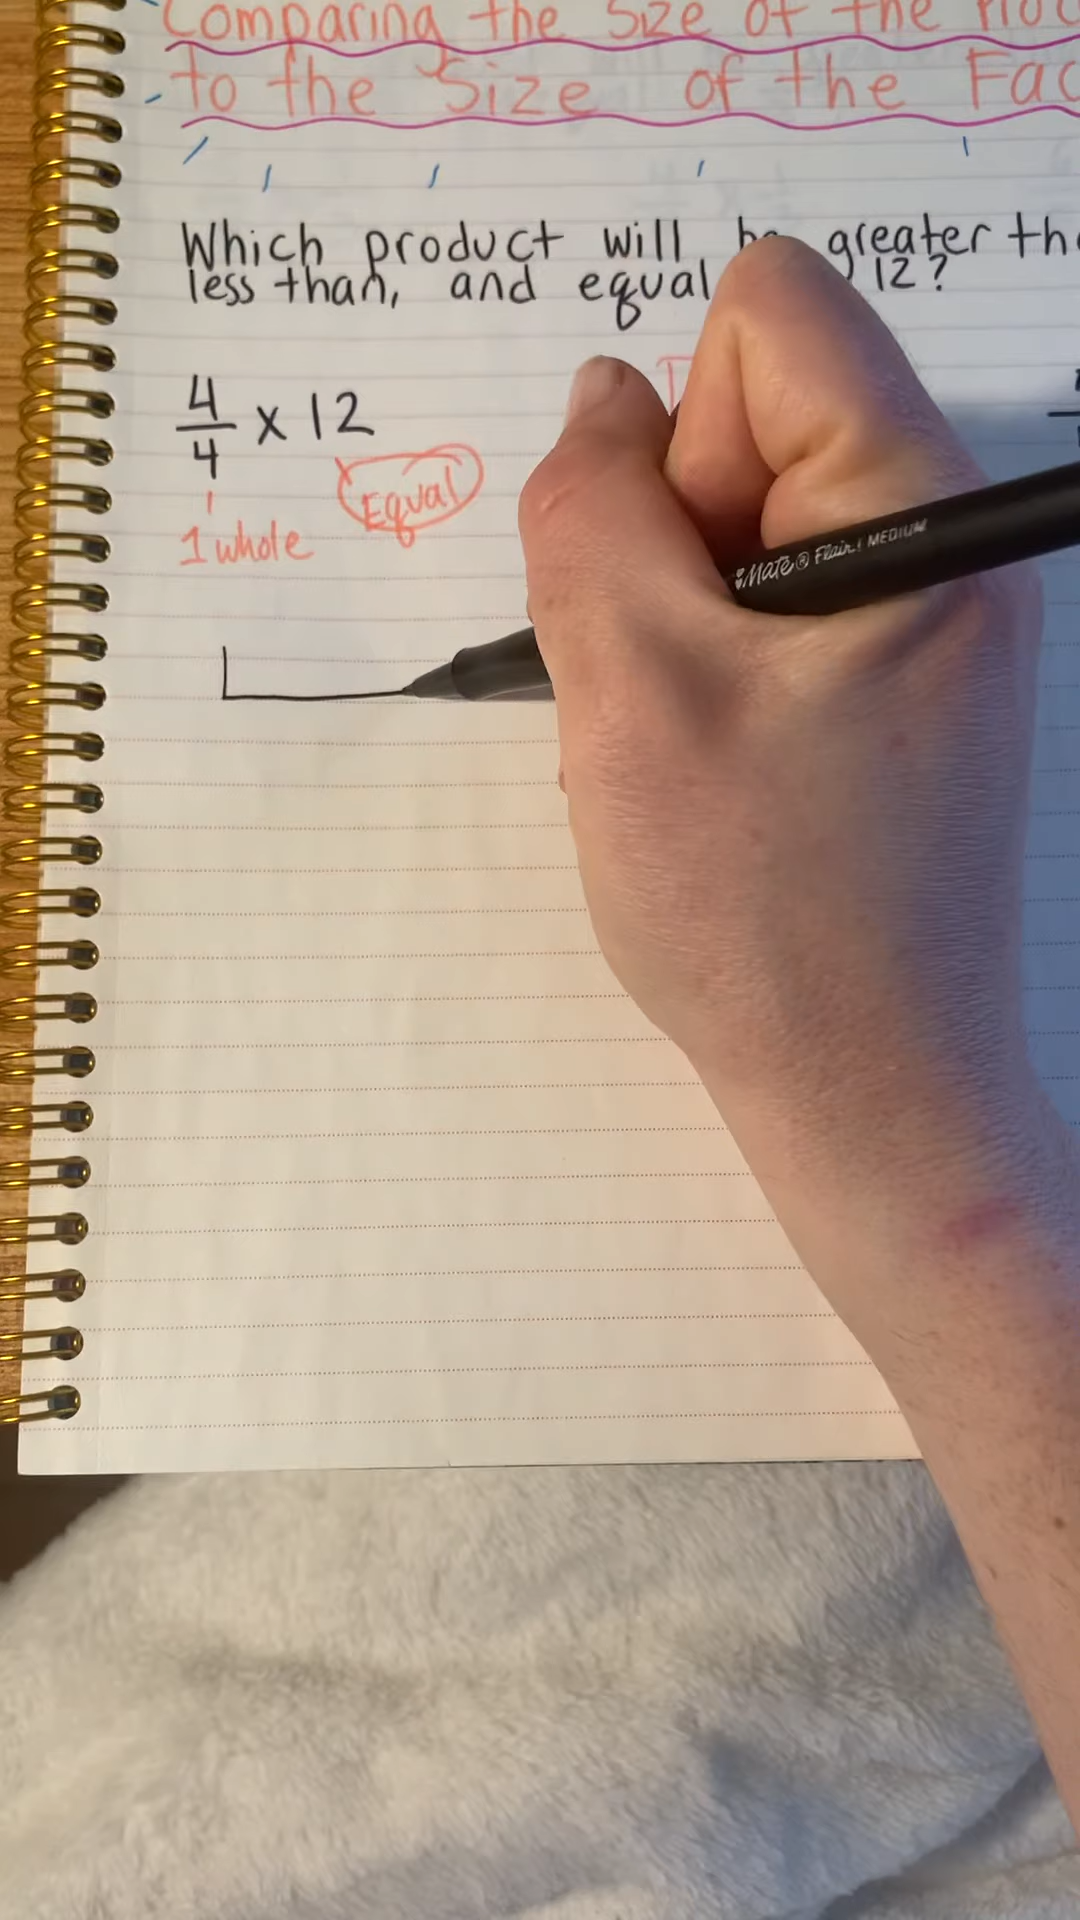 Comparing the Size of the
to the Size of the
Which product will be greater
less than, and equal 12?
4
4 x 12
Equal
1 whole
Mate® Flair! MEDIUM